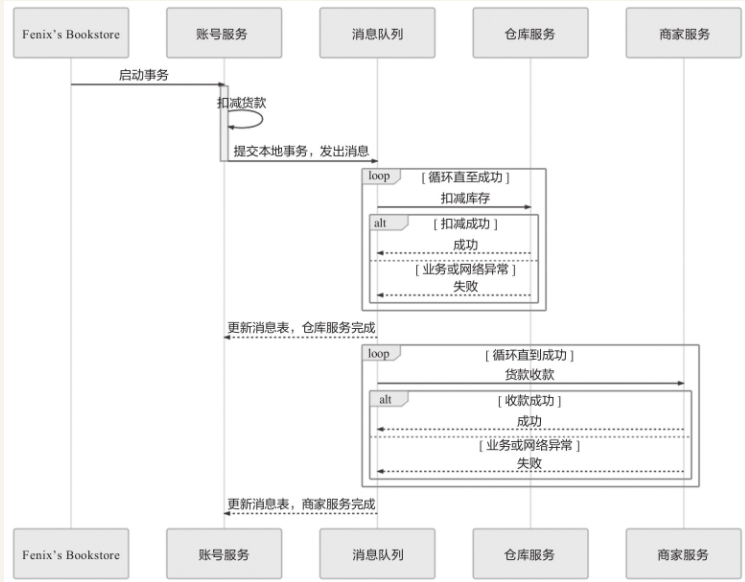 Fenix's Bookstore
账号服务
消息队列
仓库服务
商家服务
启动事务
扣减货款
提交本地事务，发出消息
loop
[ 循环直至成功 ]
扣减库存
alt
[ 扣减成功 ]
成功
[ 业务或网络异常 ]
失败
更新消息表，仓库服务完成
loop
[ 循环直到成功 ]
货款收款
alt
[ 收款成功 ]
成功
[ 业务或网络异常 ]
失败
更新消息表，商家服务完成
Fenix's Bookstore
账号服务
消息队列
仓库服务
商家服务